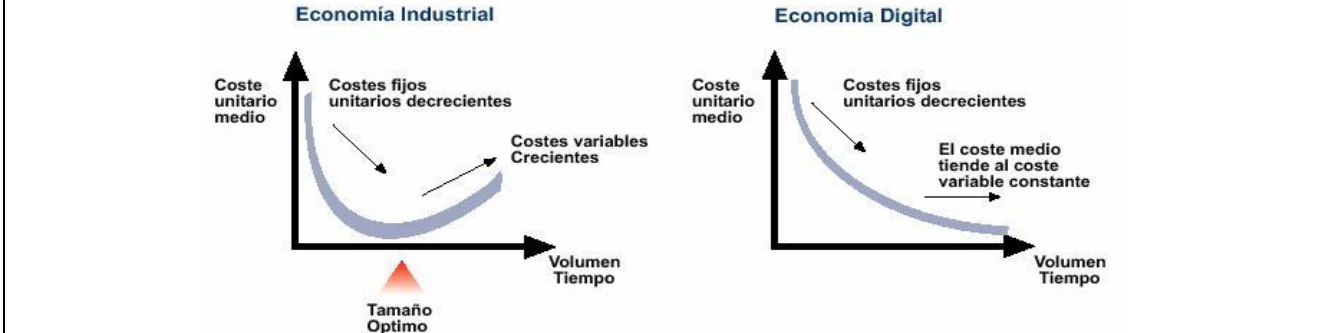 Economía Industrial
Coste
unitario
medio
Costes fijos
unitarios decrecientes
Costes variables
Crecientes
Volumen
Tiempo
Tamaño
Optimo
Economía Digital
Coste
unitario
medio
Costes fijos
unitarios decrecientes
El coste medio
tiende al coste
variable constante
Volumen
Tiempo